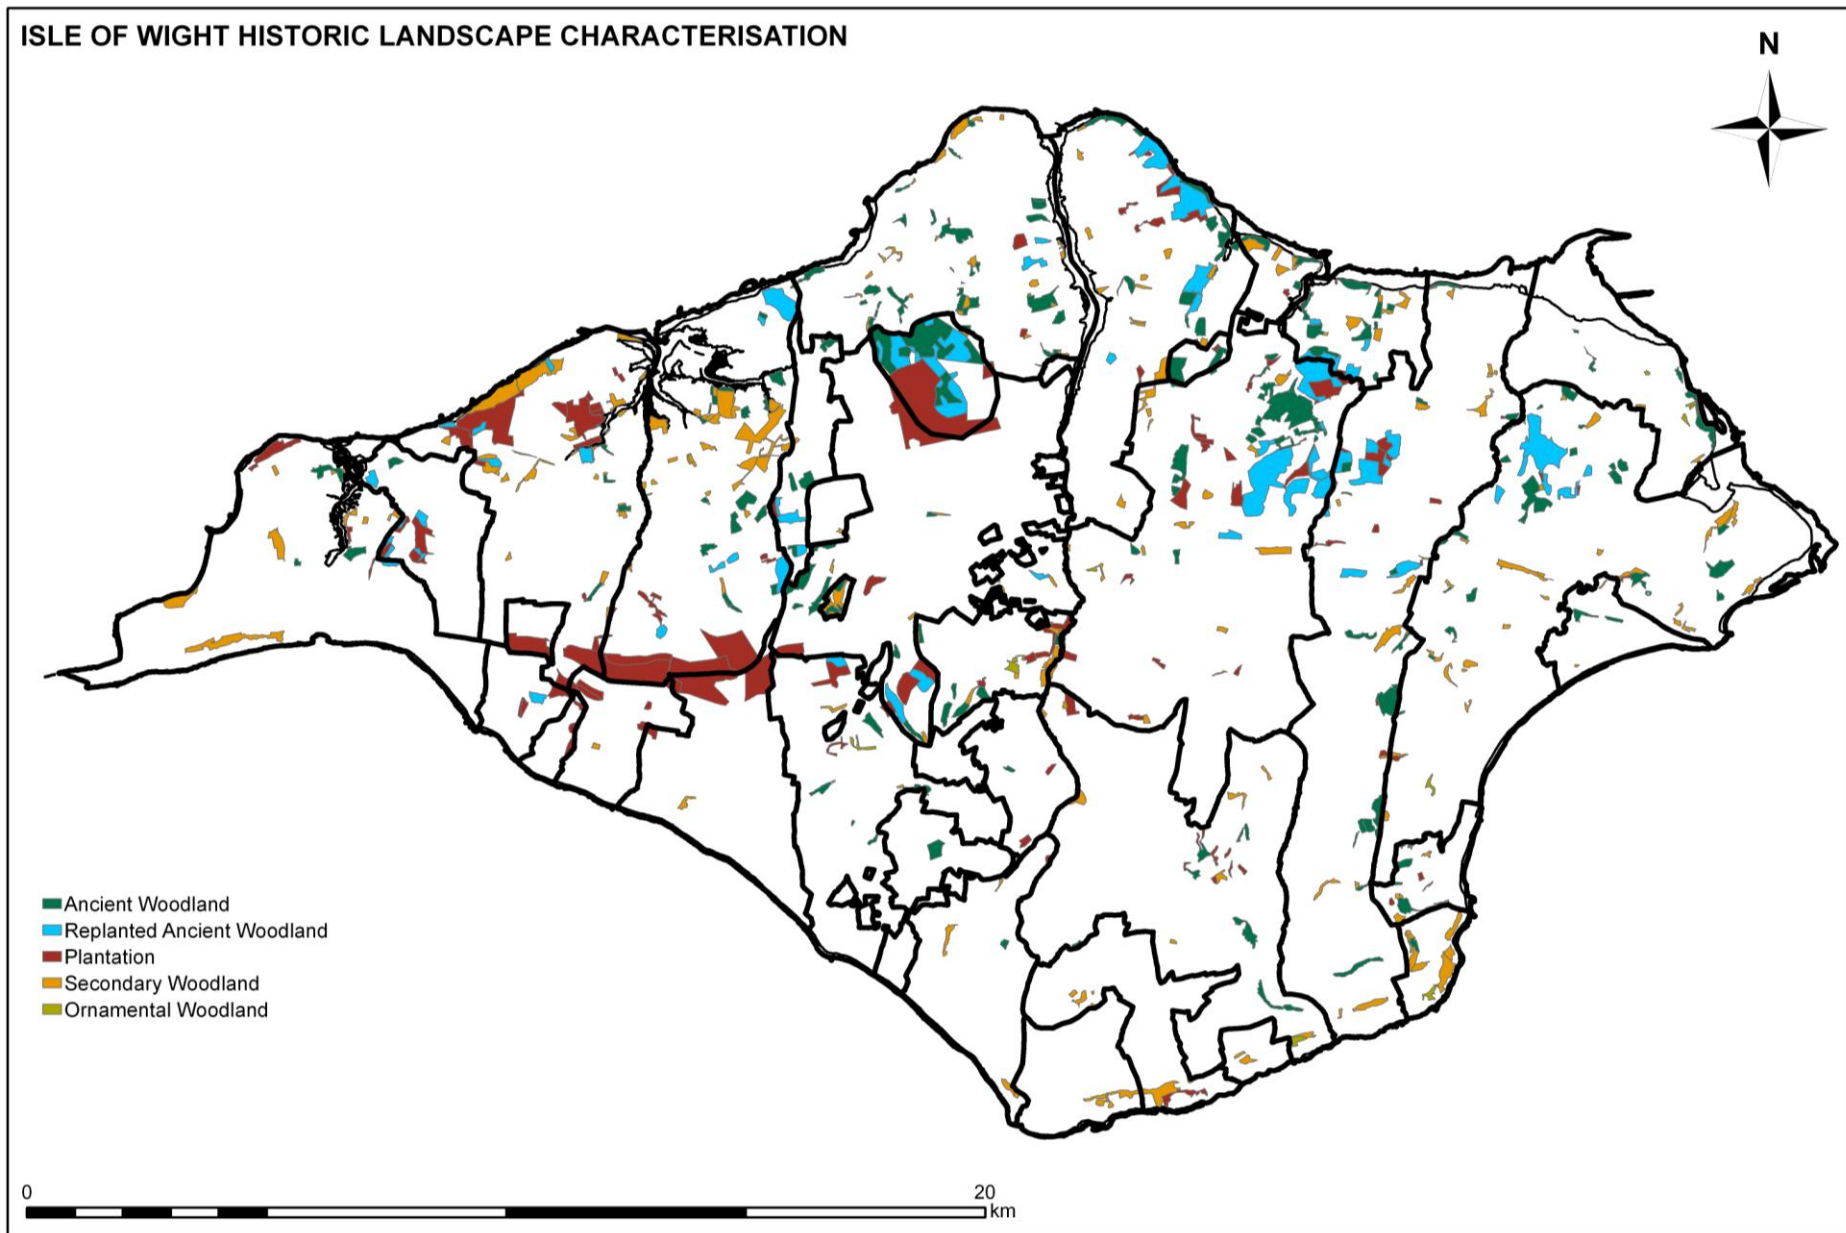 ISLE OF WIGHT HISTORIC LANDSCAPE CHARACTERISATION
N
Ancient Woodland
Replanted Ancient Woodland
Plantation
Secondary Woodland
Ornamental Woodland
0 20
km